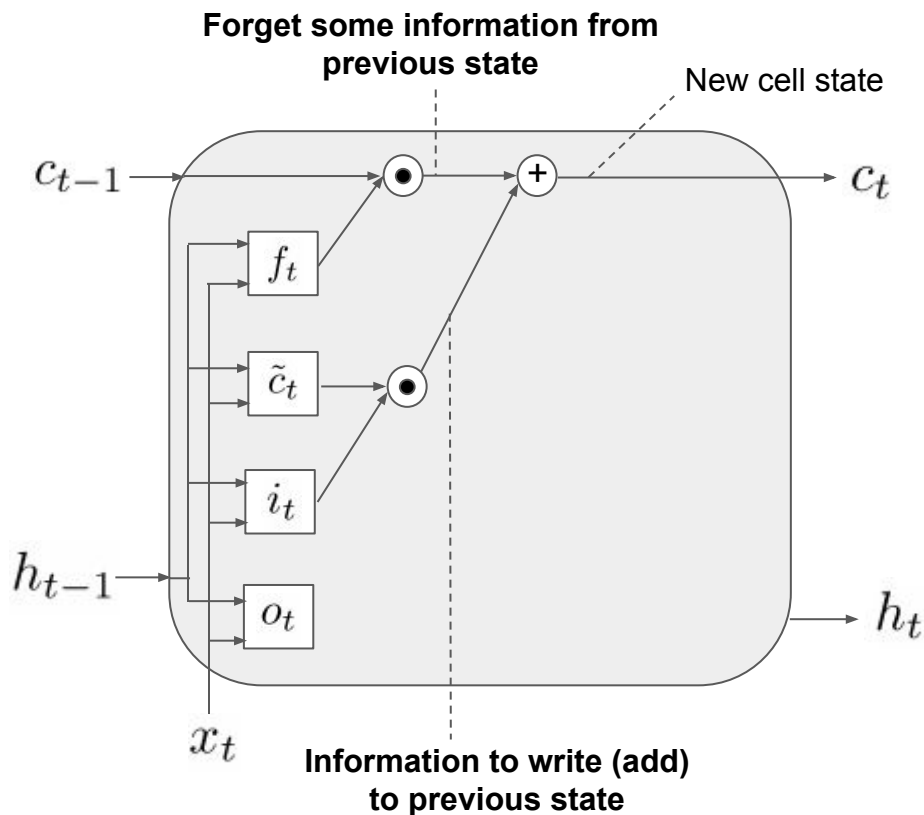 Forget some information from
previous state
New cell state
c_{t-1}
+
c_t
f_t
c̃_t
i_t
h_{t-1}
o_t
h_t
x_t
Information to write (add)
to previous state